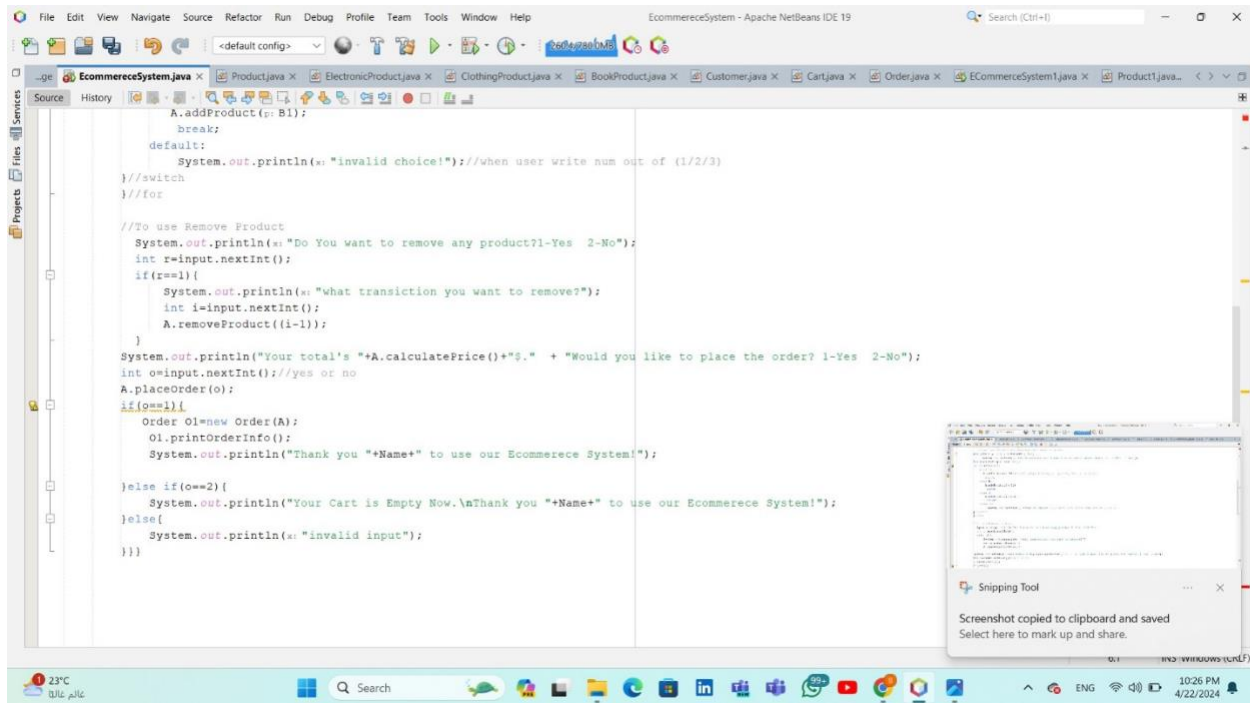 File Edit View Navigate Source Refactor Run Debug Profile Team Tools Window Help
EcommereceSystem - Apache NetBeans IDE 19
Search (Ctrl+I)
<default config>
...ge EcommereceSystem.java Product.java ElectronicProduct.java ClothingProduct.java BookProduct.java Customer.java Cart.java Order.java ECommerceSystem1.java Product1.java...
Source History
Services
Files
Projects
A.addProduct(p: B1);
break;
default:
System.out.println(x: "invalid choice!");//when user write num out of (1/2/3)
}//switch
}//for
//To use Remove Product
System.out.println(x: "Do You want to remove any product?1-Yes 2-No");
int r=input.nextInt();
if(r==1){
System.out.println(x: "what transiction you want to remove?");
int i=input.nextInt();
A.removeProduct((i-1));
}
System.out.println("Your total's "+A.calculatePrice()+"$." + "Would you like to place the order? 1-Yes 2-No");
int o=input.nextInt();//yes or no
A.placeOrder(o);
if(o==1){
Order O1=new Order(A);
O1.printOrderInfo();
System.out.println("Thank you "+Name+" to use our Ecommerece System!");
}else if(o==2){
System.out.println("Your Cart is Empty Now.\nThank you "+Name+" to use our Ecommerece System!");
}else{
System.out.println(x: "invalid input");
}}}
Snipping Tool
Screenshot copied to clipboard and saved
Select here to mark up and share.
INS Windows (CRLF)
1
23°C
Search
99+
ENG
10:26 PM
4/22/2024